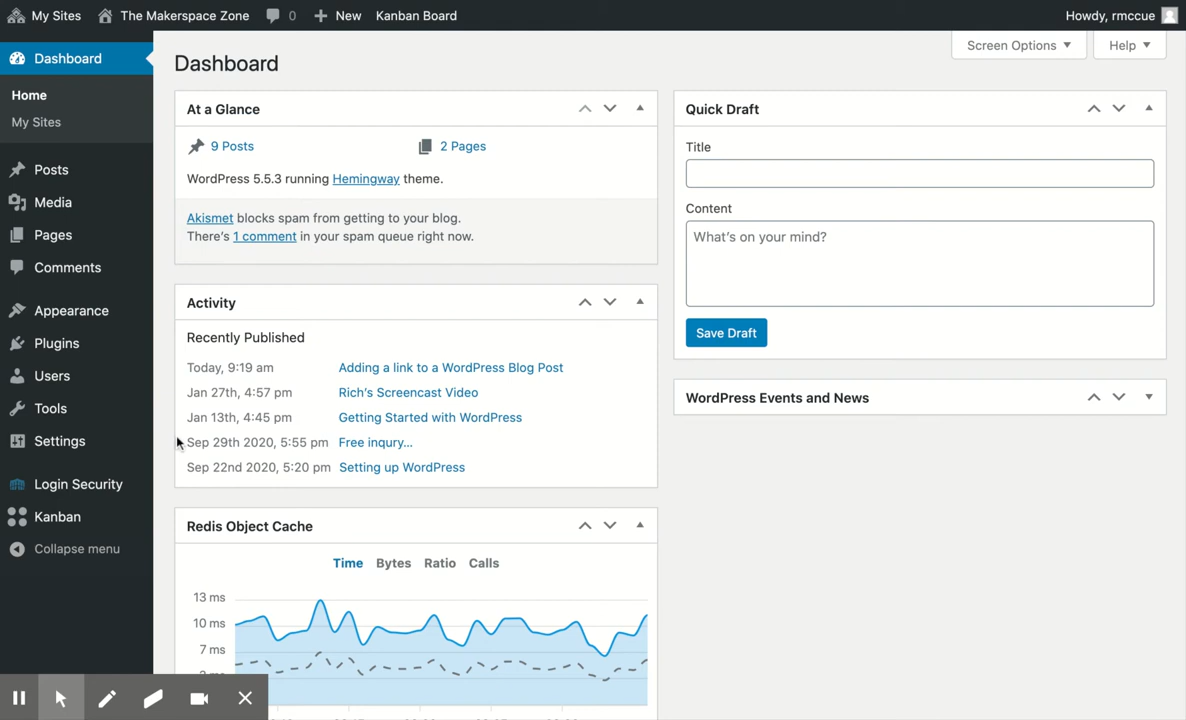 My Sites The Makerspace Zone 0 New Kanban Board Howdy, rmccue
Dashboard
Home
My Sites
Posts
Media
Pages
Comments
Appearance
Plugins
Users
Tools
Settings
Login Security
Kanban
Collapse menu
Screen Options Help
Dashboard
At a Glance
9 Posts 2 Pages
WordPress 5.5.3 running Hemingway theme.
Akismet blocks spam from getting to your blog.
There's 1 comment in your spam queue right now.
Activity
Recently Published
Today, 9:19 am Adding a link to a WordPress Blog Post
Jan 27th, 4:57 pm Rich's Screencast Video
Jan 13th, 4:45 pm Getting Started with WordPress
Sep 29th 2020, 5:55 pm Free inqury...
Sep 22nd 2020, 5:20 pm Setting up WordPress
Redis Object Cache
Time Bytes Ratio Calls
13 ms
10 ms
7 ms
Quick Draft
Title
Content
What's on your mind?
Save Draft
WordPress Events and News